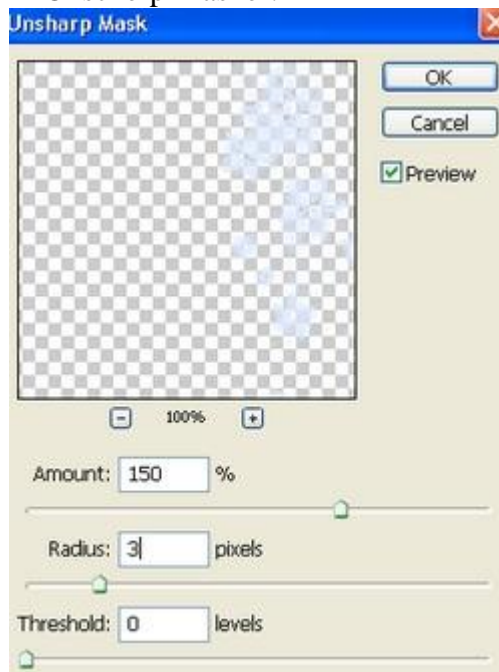 Unsharp Mask
OK
Cancel
Preview
100%
Amount: 150 %
Radius: 3 pixels
Threshold: 0 levels